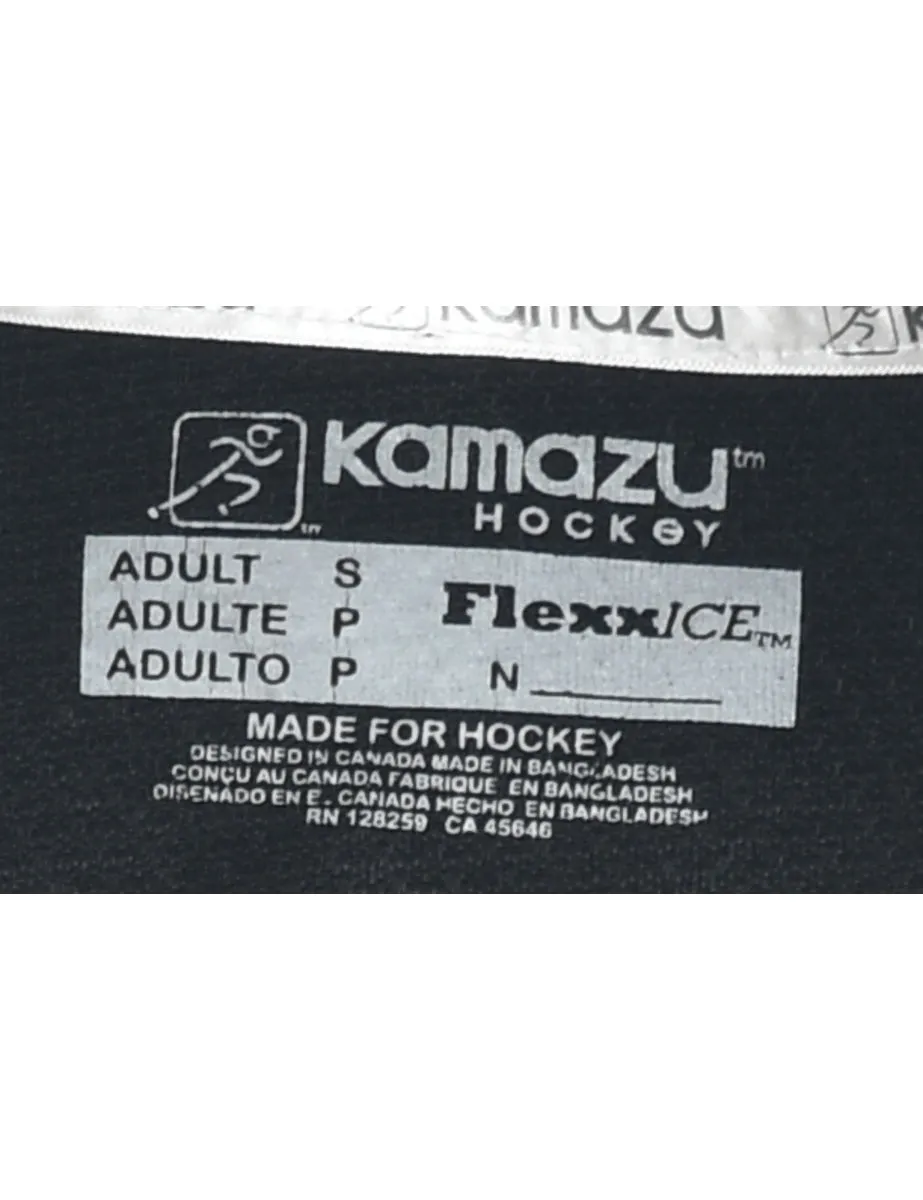 kamazu
kamazu™
HOCKEY
ADULT S
ADULTE P
ADULTO P
FlexxICE™
N
MADE FOR HOCKEY
DESIGNED IN CANADA MADE IN BANGLADESH
CONÇU AU CANADA FABRIQUE EN BANGLADESH
DISENADO EN E. CANADA HECHO EN BANGLADESH
RN 128259 CA 45646